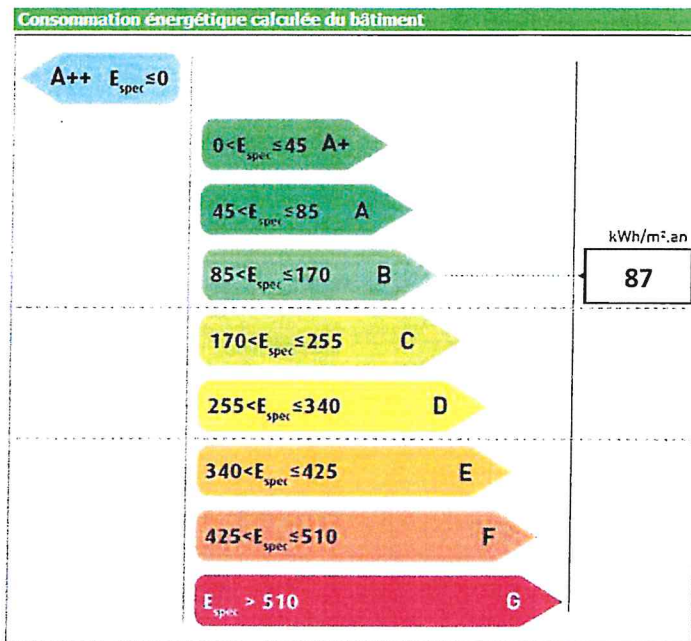 Consommation énergétique calculée du bâtiment
A++ Espec≤0
0<Espec≤45 A+
45<Espec≤85 A
kWh/m².an
85<Espec≤170 B
87
170<Espec≤255 C
255<Espec≤340 D
340<Espec≤425 E
425<Espec≤510 F
Espec > 510 G